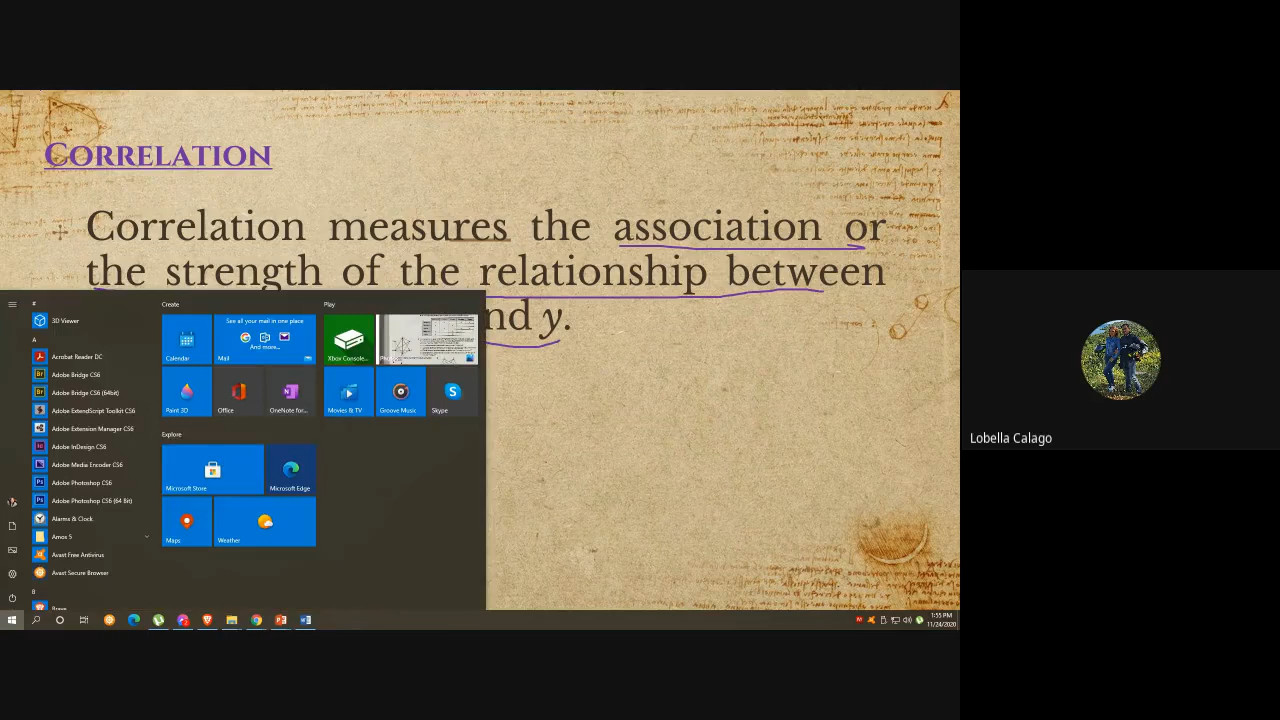 CORRELATION
Correlation measures the association or
the strength of the relationship between
nd y.
#
3D Viewer
A
Acrobat Reader DC
Adobe Bridge CS6
Adobe Bridge CS6 (64bit)
Adobe ExtendScript Toolkit CS6
Adobe Extension Manager CS6
Adobe InDesign CS6
Adobe Media Encoder CS6
Adobe Photoshop CS6
Adobe Photoshop CS6 (64 Bit)
Alarms & Clock
Amos 5
Avast Free Antivirus
Avast Secure Browser
B
Brave
Create
Calendar
See all your mail in one place
And more...
Mail
Paint 3D
Office
OneNote for...
Explore
Microsoft Store
Microsoft Edge
Maps
Weather
Play
Xbox Console...
Movies & TV
Groove Music
Skype
1:55 PM
11/24/2020
Lobella Calago